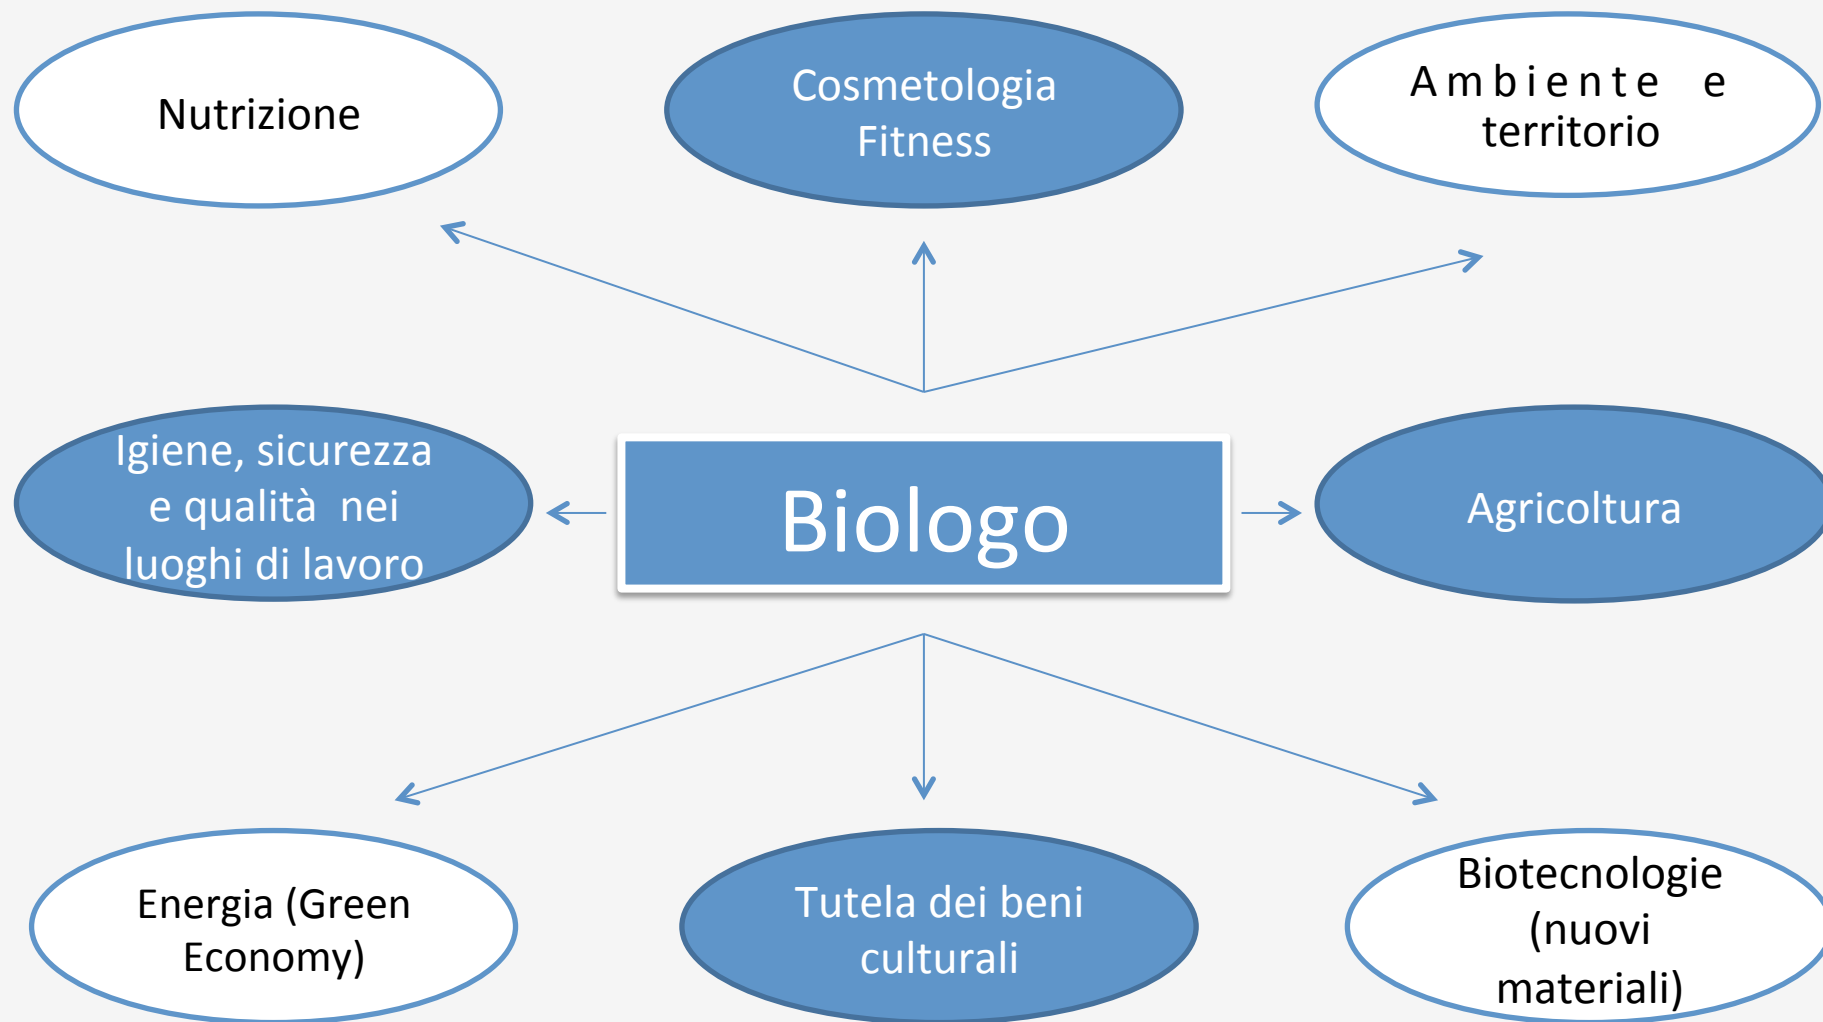 Nutrizione
Cosmetologia
Fitness
Ambiente e
territorio
Igiene, sicurezza
e qualità nei
luoghi di lavoro
Biologo
Agricoltura
Energia (Green
Economy)
Tutela dei beni
culturali
Biotecnologie
(nuovi
materiali)